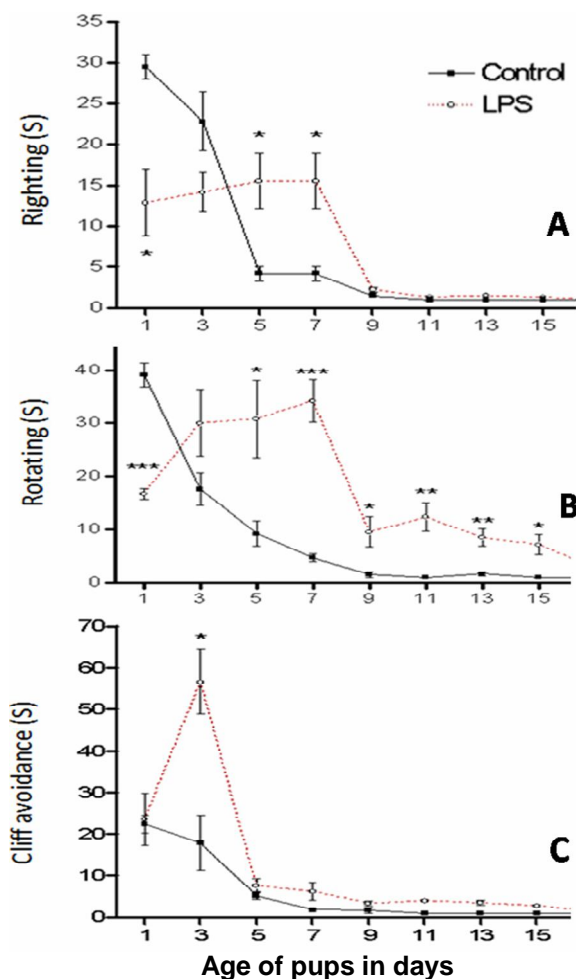 35
30
25
20
15
10
5
0
Righting (S)
Control
LPS
* *
*
A
1 3 5 7 9 11 13 15
40
30
20
10
0
Rotating (S)
*** * *** * ** ** *
B
1 3 5 7 9 11 13 15
70
60
50
40
30
20
10
0
Cliff avoidance (S)
*
C
1 3 5 7 9 11 13 15
Age of pups in days